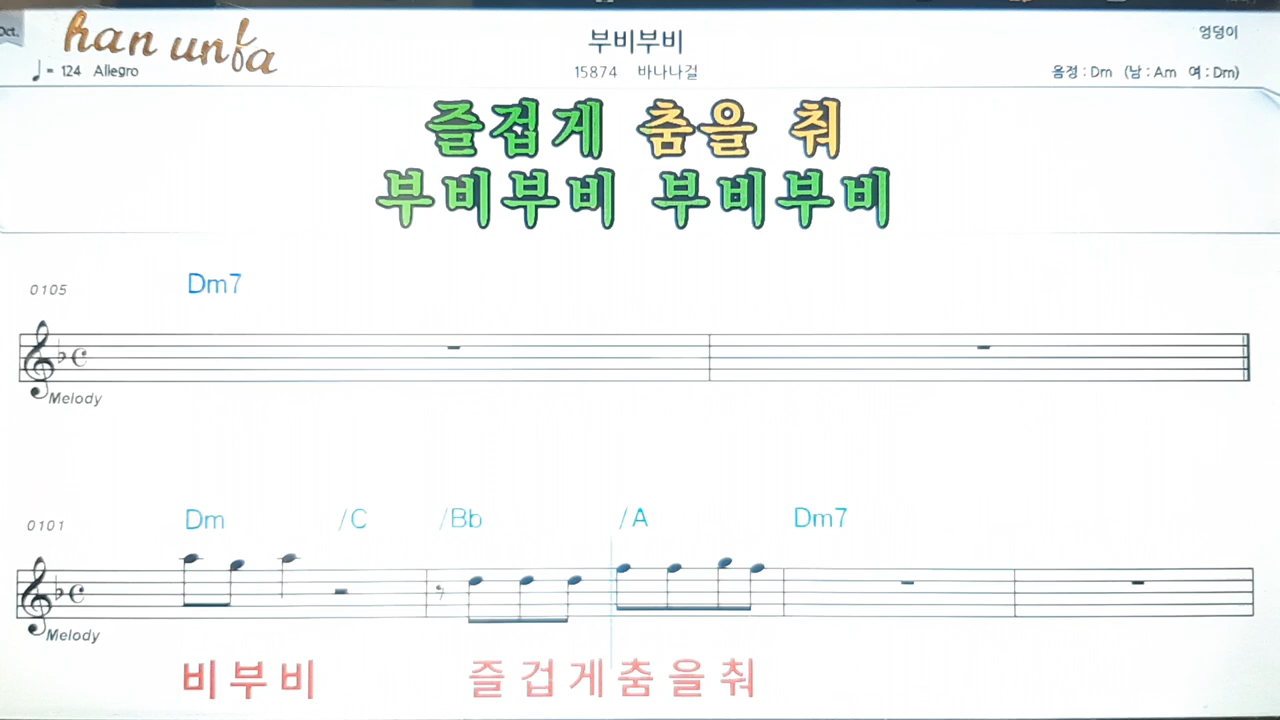 Oct.
han unfa
부비부비
엉덩이
♩= 124 Allegro
15874 바나나걸
음정 : Dm (남 : Am 여 : Dm)
즐겁게 춤을 춰
부비부비 부비부비
0105
Dm7
Melody
0101
Dm /C /Bb /A Dm7
Melody
비부비 즐겁게춤을춰